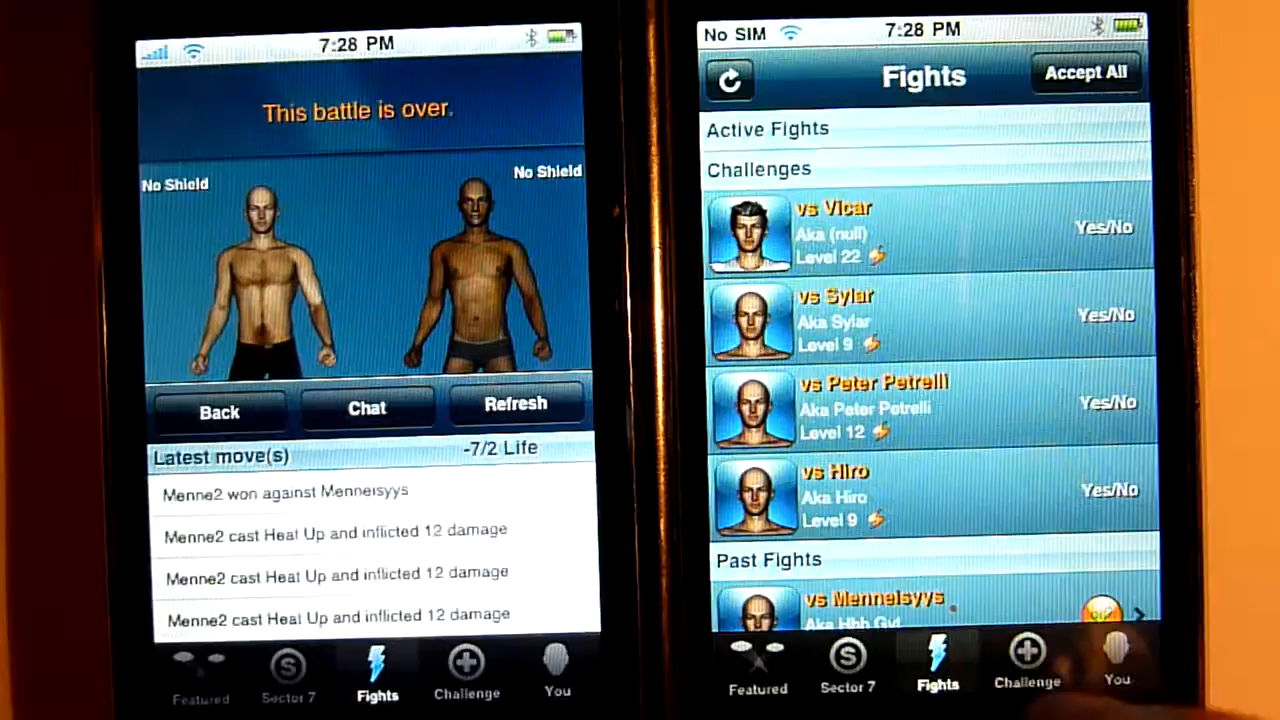 7:28 PM
This battle is over.
No Shield
No Shield
Back
Chat
Refresh
Latest move(s)
-7/2 Life
Menne2 won against Menneisyys
Menne2 cast Heat Up and inflicted 12 damage
Menne2 cast Heat Up and inflicted 12 damage
Menne2 cast Heat Up and inflicted 12 damage
Featured
Sector 7
Fights
Challenge
You
No SIM
7:28 PM
Fights
Accept All
Active Fights
Challenges
vs Vicar
Aka (null)
Level 22
Yes/No
vs Sylar
Aka Sylar
Level 9
Yes/No
vs Peter Petrelli
Aka Peter Petrelli
Level 12
Yes/No
vs Hiro
Aka Hiro
Level 9
Yes/No
Past Fights
vs Menneisyys
Aka Hhh Gvt
Featured
Sector 7
Fights
Challenge
You